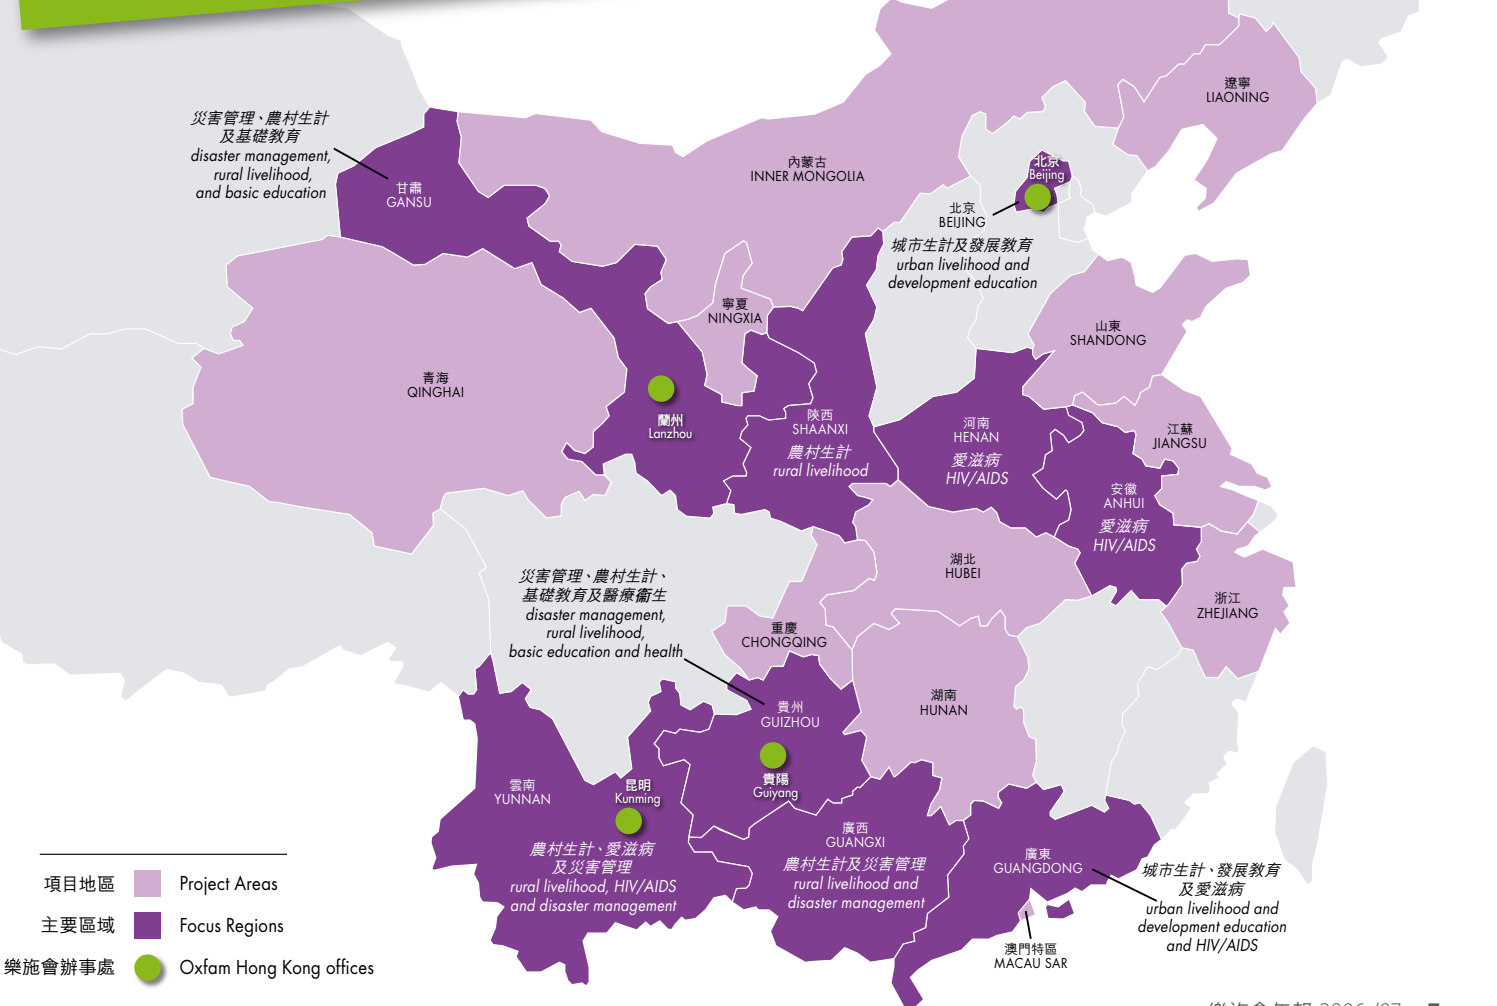 災害管理、農村生計
及基礎教育
disaster management,
rural livelihood,
and basic education
甘肅
GANSU
內蒙古
INNER MONGOLIA
遼寧
LIAONING
北京
Beijing
北京
BEIJING
城市生計及發展教育
urban livelihood and
development education
寧夏
NINGXIA
山東
SHANDONG
青海
QINGHAI
蘭州
Lanzhou
陝西
SHAANXI
農村生計
rural livelihood
河南
HENAN
愛滋病
HIV/AIDS
江蘇
JIANGSU
安徽
ANHUI
愛滋病
HIV/AIDS
湖北
HUBEI
災害管理、農村生計、
基礎教育及醫療衞生
disaster management,
rural livelihood,
basic education and health
浙江
ZHEJIANG
重慶
CHONGQING
湖南
HUNAN
貴州
GUIZHOU
貴陽
Guiyang
雲南
YUNNAN
昆明
Kunming
農村生計、愛滋病
及災害管理
rural livelihood, HIV/AIDS
and disaster management
廣西
GUANGXI
農村生計及災害管理
rural livelihood and
disaster management
廣東
GUANGDONG
城市生計、發展教育
及愛滋病
urban livelihood and
development education
and HIV/AIDS
澳門特區
MACAU SAR
項目地區 Project Areas
主要區域 Focus Regions
樂施會辦事處 Oxfam Hong Kong offices